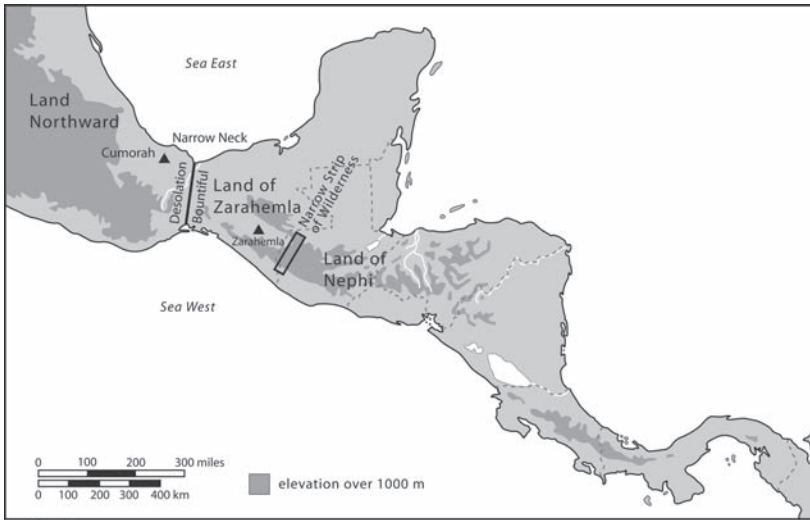 Sea East
Land
Northward
Narrow Neck
Cumorah
Desolation
Bountiful
Land of
Zarahemla
Zarahemla
Narrow Strip
of Wilderness
Land of
Nephi
Sea West
0 100 200 300 miles
0 100 200 300 400 km
elevation over 1000 m